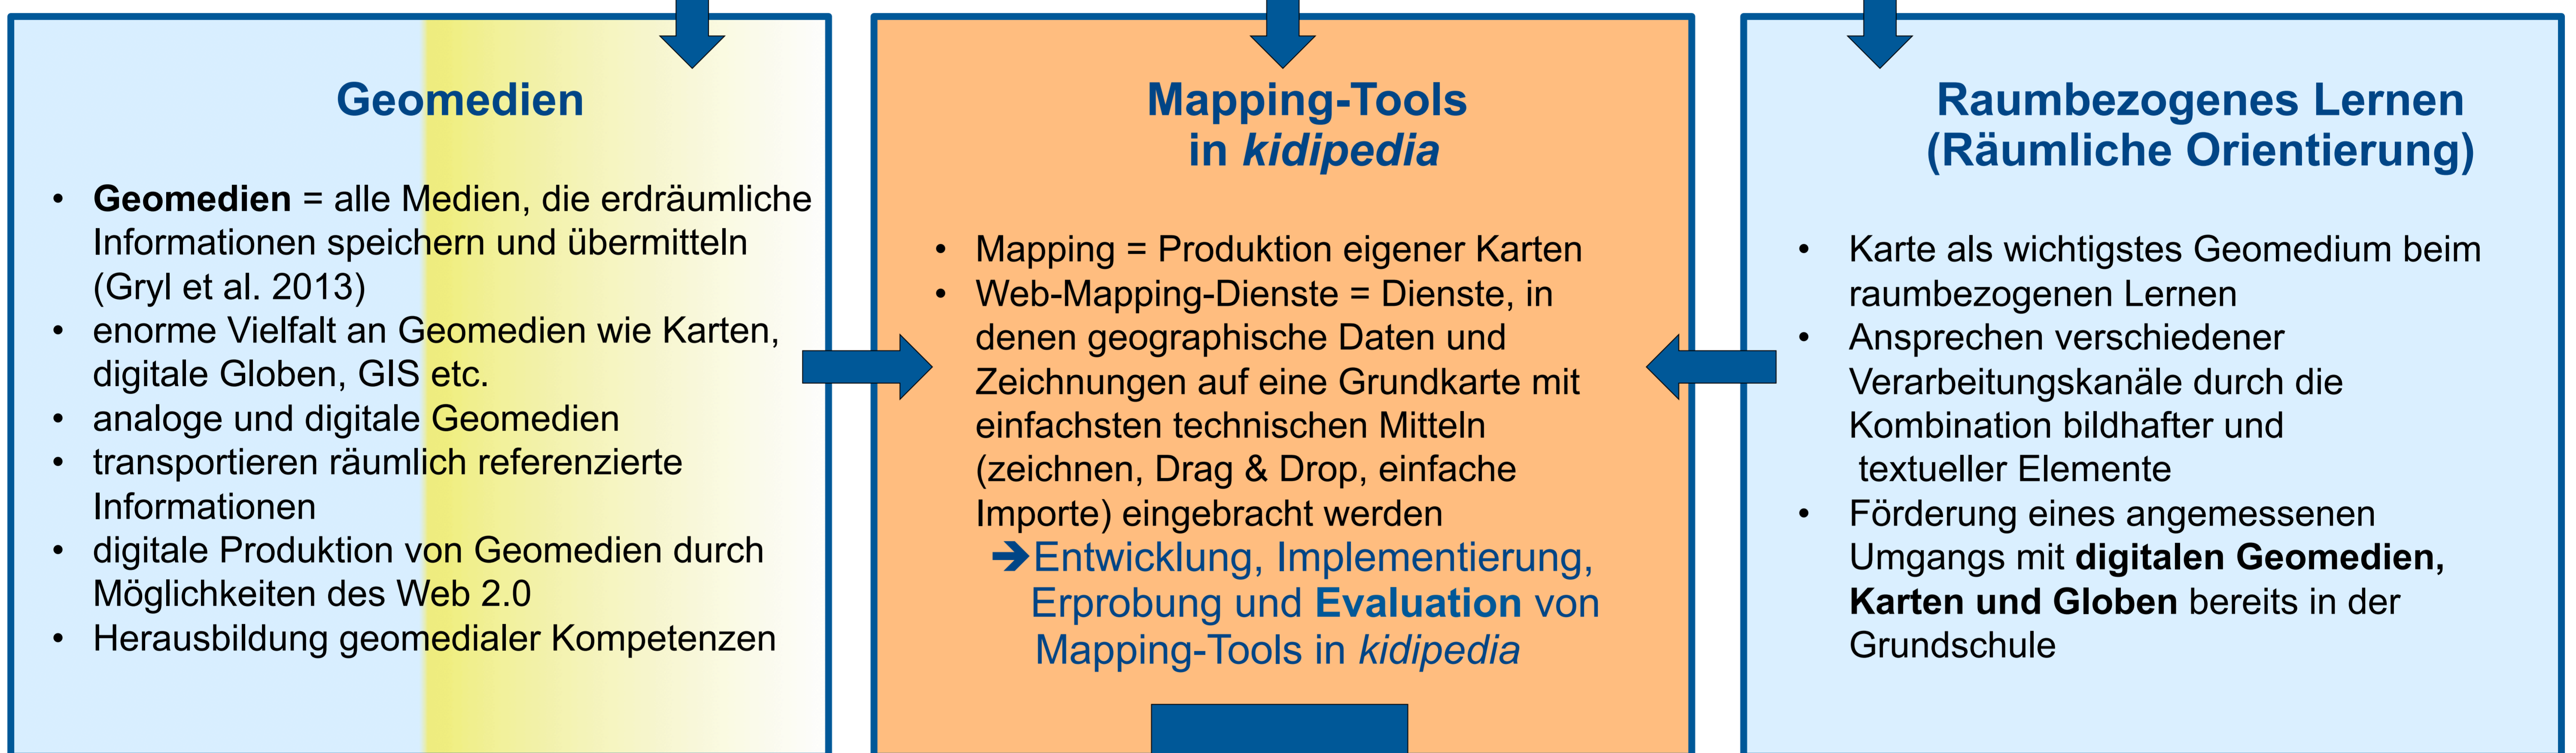 Geomedien
• Geomedien = alle Medien, die erdräumliche
Informationen speichern und übermitteln
(Gryl et al. 2013)
• enorme Vielfalt an Geomedien wie Karten,
digitale Globen, GIS etc.
• analoge und digitale Geomedien
• transportieren räumlich referenzierte
Informationen
• digitale Produktion von Geomedien durch
Möglichkeiten des Web 2.0
• Herausbildung geomedialer Kompetenzen
Mapping-Tools
in kidipedia
• Mapping = Produktion eigener Karten
• Web-Mapping-Dienste = Dienste, in
denen geographische Daten und
Zeichnungen auf eine Grundkarte mit
einfachsten technischen Mitteln
(zeichnen, Drag & Drop, einfache
Importe) eingebracht werden
➔Entwicklung, Implementierung,
Erprobung und Evaluation von
Mapping-Tools in kidipedia
Raumbezogenes Lernen
(Räumliche Orientierung)
• Karte als wichtigstes Geomedium beim
raumbezogenen Lernen
• Ansprechen verschiedener
Verarbeitungskanäle durch die
Kombination bildhafter und
textueller Elemente
• Förderung eines angemessenen
Umgangs mit digitalen Geomedien,
Karten und Globen bereits in der
Grundschule